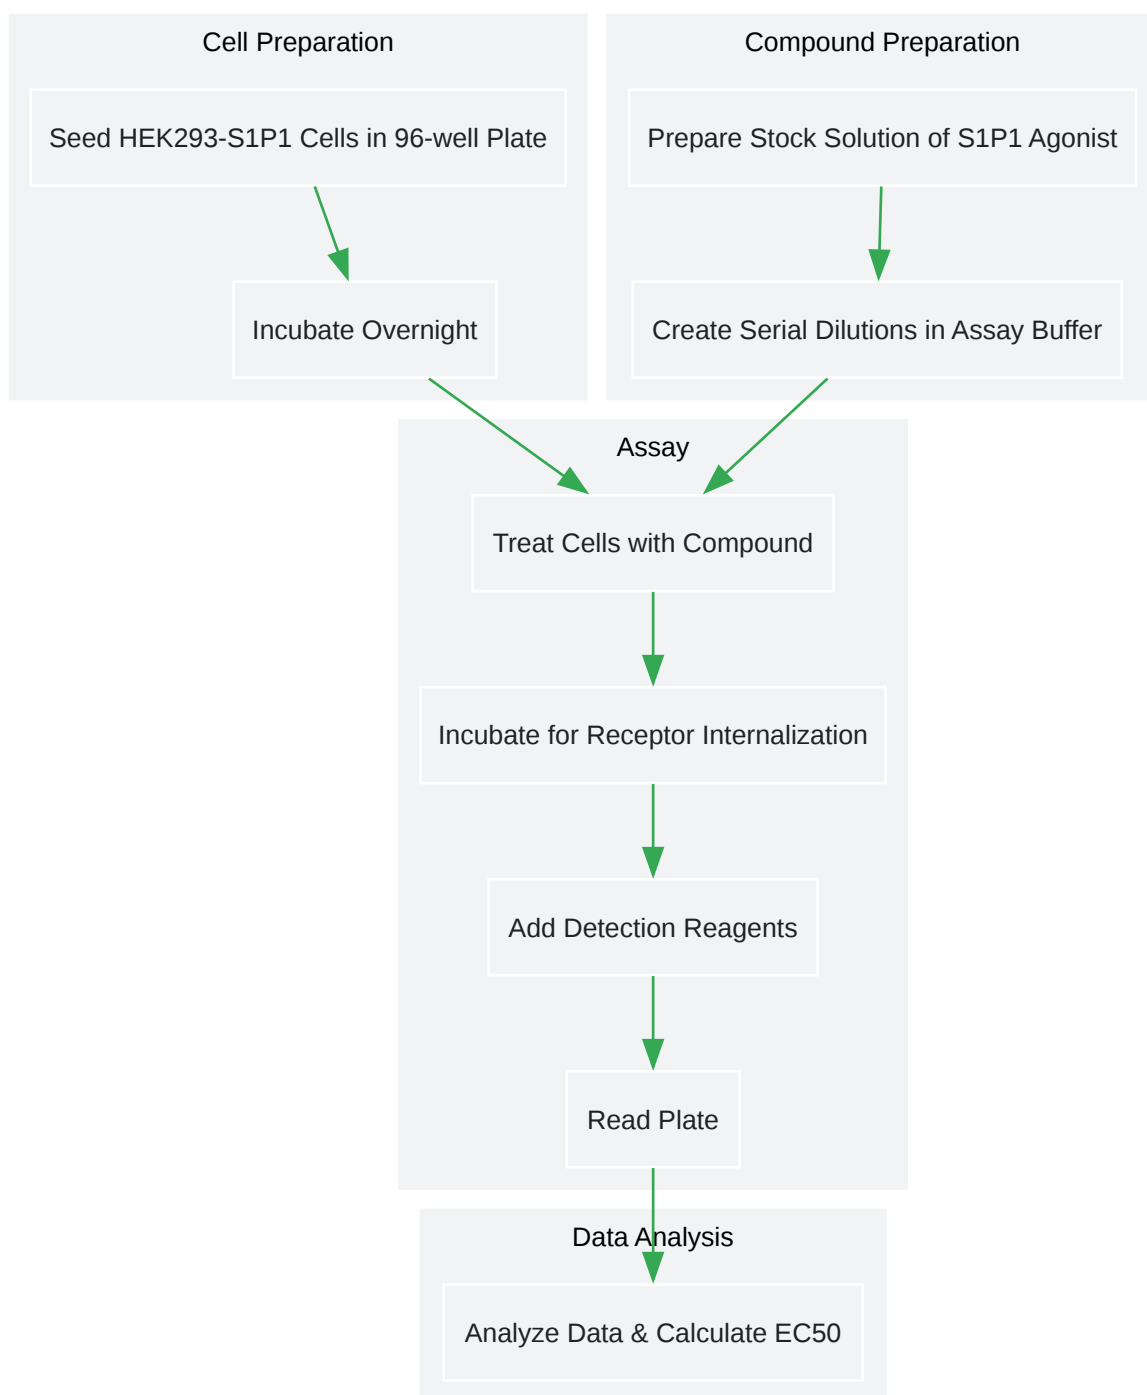 Cell Preparation
Seed HEK293-S1P1 Cells in 96-well Plate
Incubate Overnight
Compound Preparation
Prepare Stock Solution of S1P1 Agonist
Create Serial Dilutions in Assay Buffer
Assay
Treat Cells with Compound
Incubate for Receptor Internalization
Add Detection Reagents
Read Plate
Data Analysis
Analyze Data & Calculate EC50